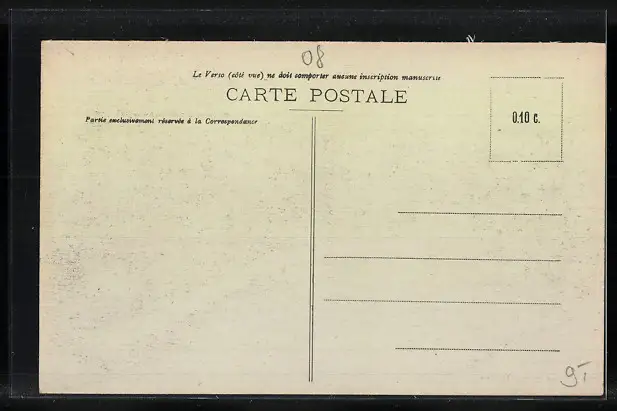 08
Le Verso (côté vue) ne doit comporter aucune inscription manuscrite
CARTE POSTALE
Partie exclusivement réservée à la Correspondance
0.10 c.
9,-